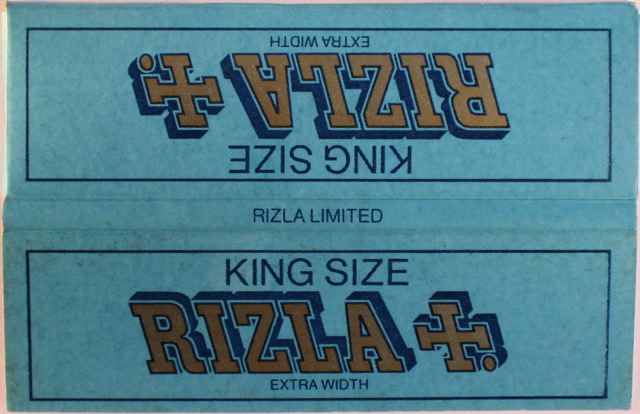 EXTRA WIDTH
RIZLA +.
KING SIZE
RIZLA LIMITED
KING SIZE
RIZLA +.
EXTRA WIDTH